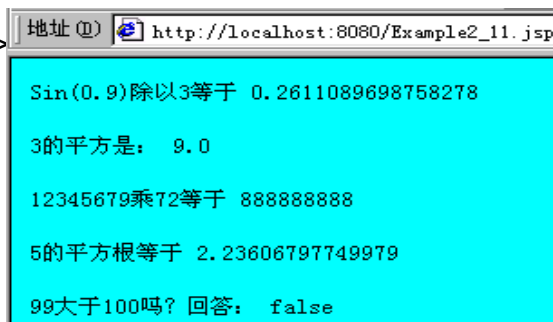 地址(D) http://localhost:8080/Example2_11.jsp
Sin(0.9)除以3等于 0.2611089698758278
3的平方是： 9.0
12345679乘72等于 888888888
5的平方根等于 2.23606797749979
99大于100吗？回答： false